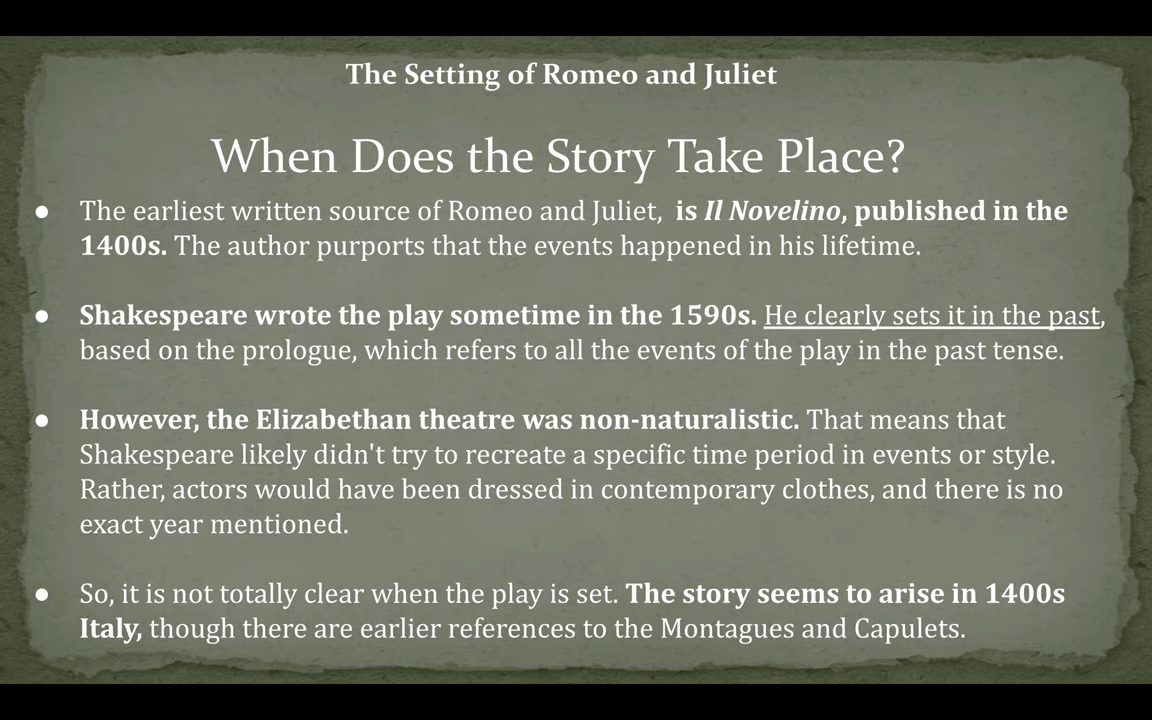 The Setting of Romeo and Juliet
When Does the Story Take Place?
● The earliest written source of Romeo and Juliet, is Il Novelino, published in the
1400s. The author purports that the events happened in his lifetime.
● Shakespeare wrote the play sometime in the 1590s. He clearly sets it in the past,
based on the prologue, which refers to all the events of the play in the past tense.
● However, the Elizabethan theatre was non-naturalistic. That means that
Shakespeare likely didn't try to recreate a specific time period in events or style.
Rather, actors would have been dressed in contemporary clothes, and there is no
exact year mentioned.
● So, it is not totally clear when the play is set. The story seems to arise in 1400s
Italy, though there are earlier references to the Montagues and Capulets.